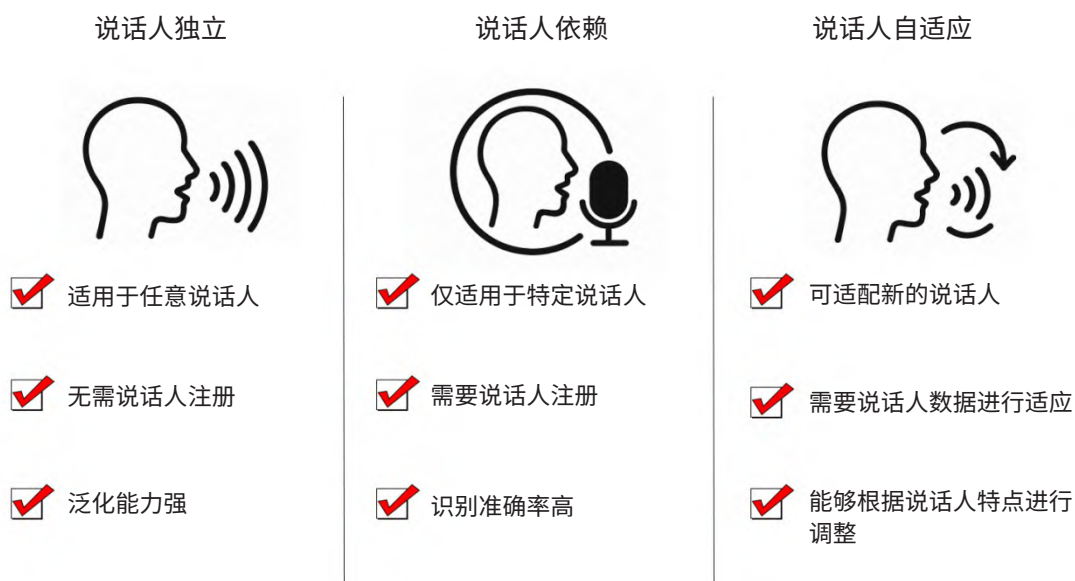 说话人独立
适用于任意说话人
无需说话人注册
泛化能力强
说话人依赖
仅适用于特定说话人
需要说话人注册
识别准确率高
说话人自适应
可适配新的说话人
需要说话人数据进行适应
能够根据说话人特点进行
调整